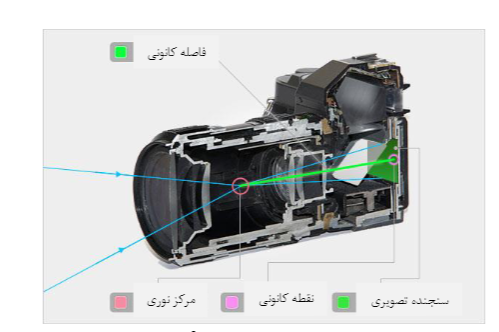 فاصله کانونی
سنجنده تصویری
نقطه کانونی
مرکز نوری